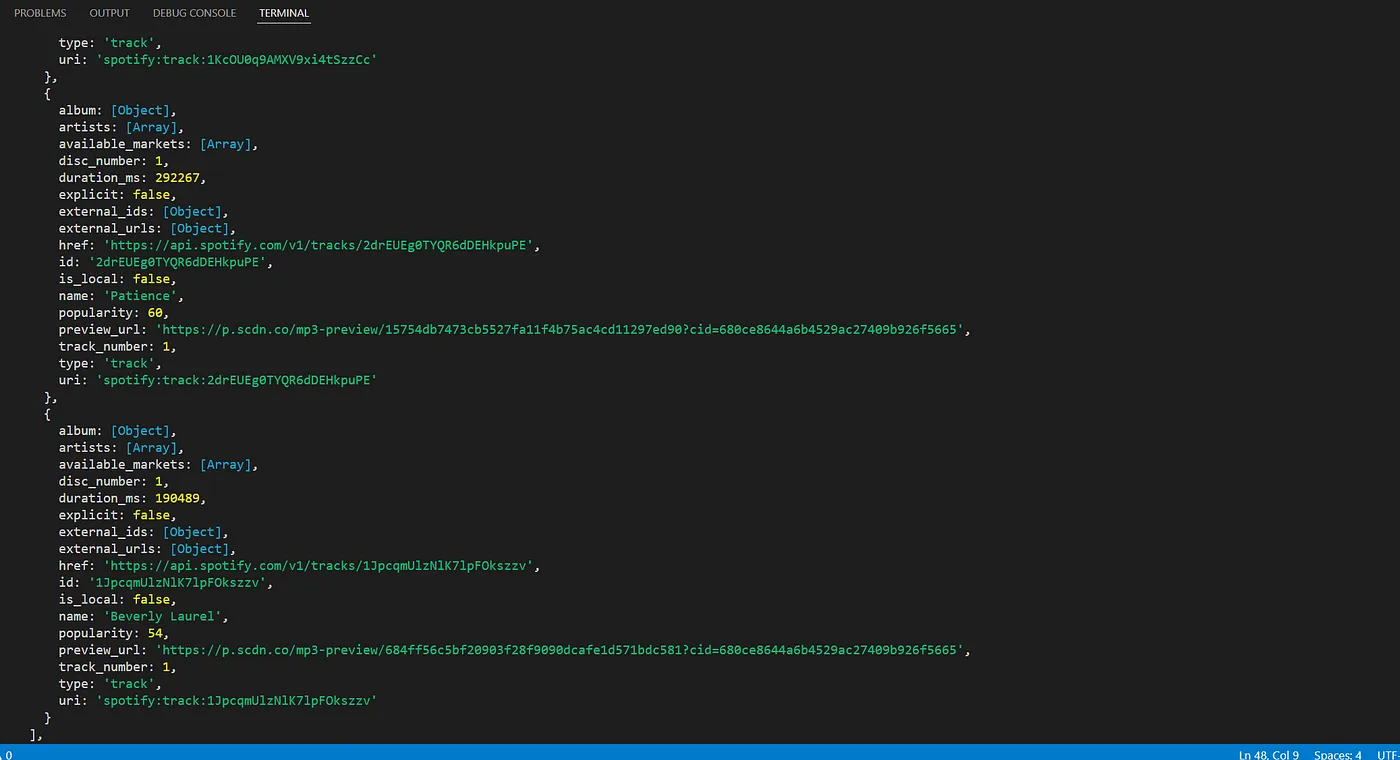 PROBLEMS OUTPUT DEBUG CONSOLE TERMINAL
type: 'track',
uri: 'spotify:track:1KcOU0q9AMXV9xi4tSzzCc'
},
{
album: [Object],
artists: [Array],
available_markets: [Array],
disc_number: 1,
duration_ms: 292267,
explicit: false,
external_ids: [Object],
external_urls: [Object],
href: 'https://api.spotify.com/v1/tracks/2drEUEg0TYQR6dDEHkpuPE',
id: '2drEUEg0TYQR6dDEHkpuPE',
is_local: false,
name: 'Patience',
popularity: 60,
preview_url: 'https://p.scdn.co/mp3-preview/15754db7473cb5527fa11f4b75ac4cd11297ed90?cid=680ce8644a6b4529ac27409b926f5665',
track_number: 1,
type: 'track',
uri: 'spotify:track:2drEUEg0TYQR6dDEHkpuPE'
},
{
album: [Object],
artists: [Array],
available_markets: [Array],
disc_number: 1,
duration_ms: 190489,
explicit: false,
external_ids: [Object],
external_urls: [Object],
href: 'https://api.spotify.com/v1/tracks/1JpcqmUlzNlK7lpFOkszzv',
id: '1JpcqmUlzNlK7lpFOkszzv',
is_local: false,
name: 'Beverly Laurel',
popularity: 54,
preview_url: 'https://p.scdn.co/mp3-preview/684ff56c5bf20903f28f9090dcafe1d571bdc581?cid=680ce8644a6b4529ac27409b926f5665',
track_number: 1,
type: 'track',
uri: 'spotify:track:1JpcqmUlzNlK7lpFOkszzv'
}
],
0 Ln 48, Col 9 Spaces: 4 UTF-